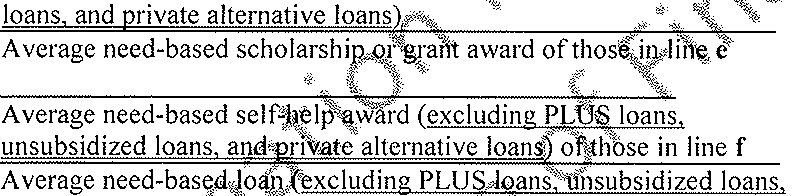 loans, and private alternative loans)
Average need-based scholarship or grant award of those in line e
Average need-based self-help award (excluding PLUS loans,
unsubsidized loans, and private alternative loans) of those in line f
Average need-based loan (excluding PLUS loans, unsubsidized loans,